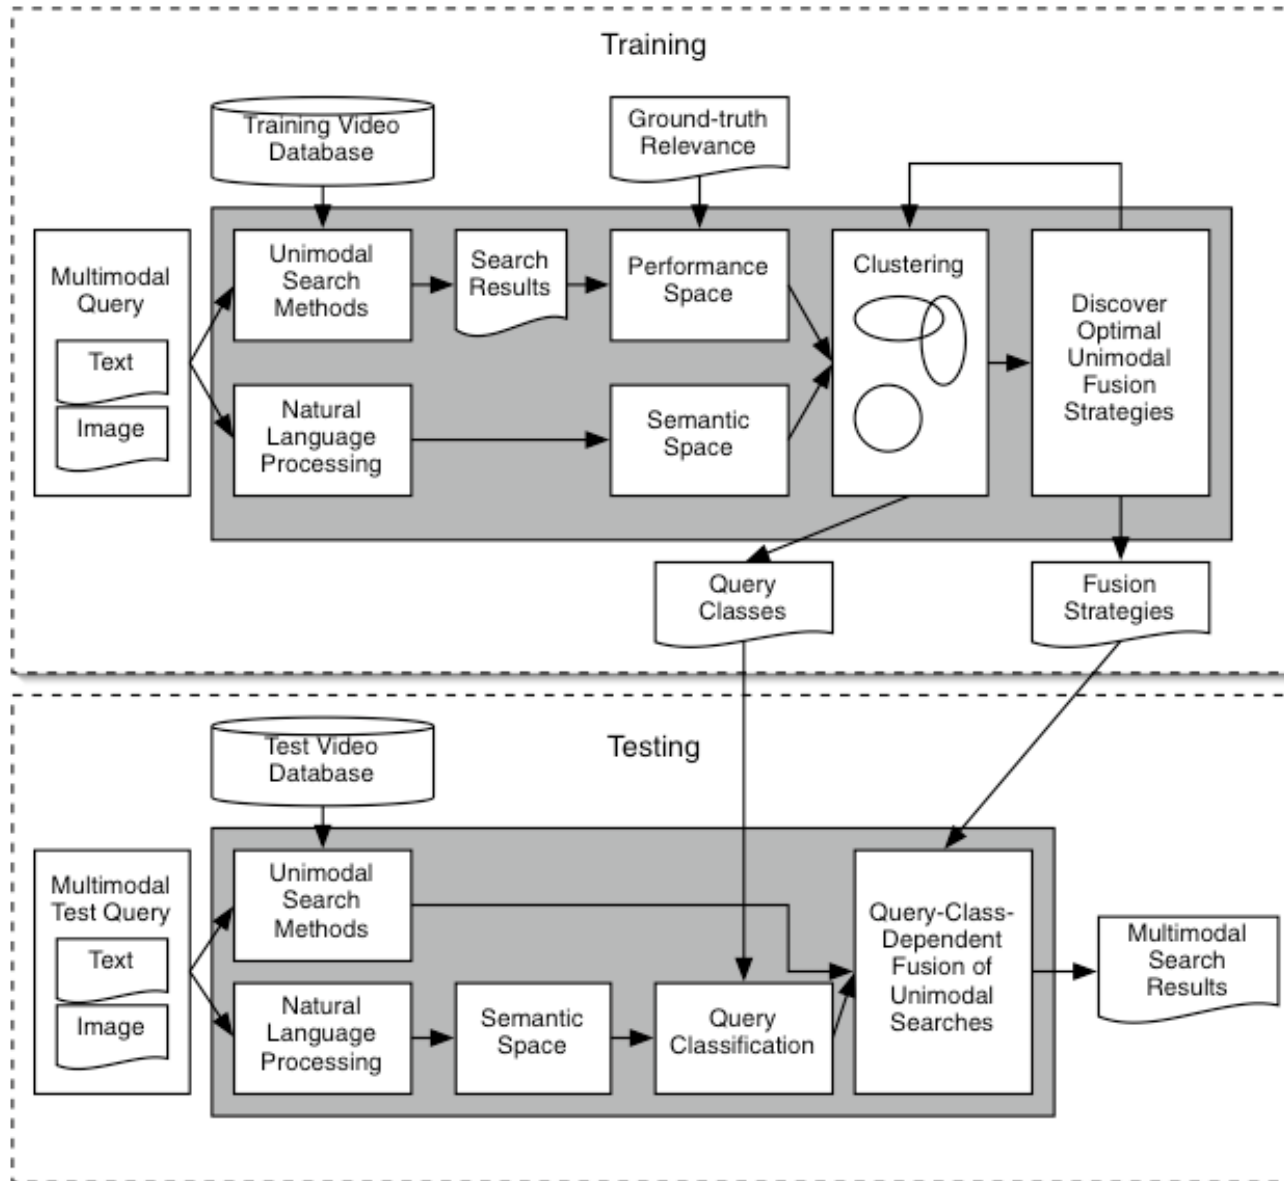 Training
Training Video
Database
Ground-truth
Relevance
Multimodal
Query
Text
Image
Unimodal
Search
Methods
Search
Results
Performance
Space
Clustering
Discover
Optimal
Unimodal
Fusion
Strategies
Natural
Language
Processing
Semantic
Space
Query
Classes
Fusion
Strategies
Testing
Test Video
Database
Multimodal
Test Query
Text
Image
Unimodal
Search
Methods
Natural
Language
Processing
Semantic
Space
Query
Classification
Query-Class-
Dependent
Fusion of
Unimodal
Searches
Multimodal
Search
Results